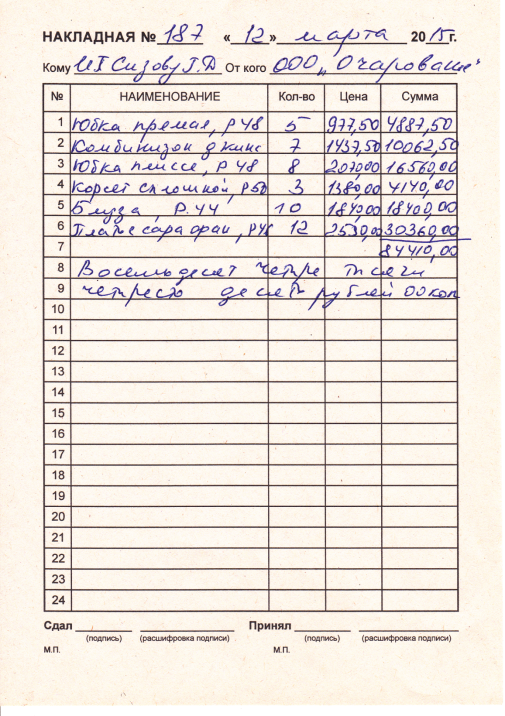 НАКЛАДНАЯ № 187 « 12 » марта 2015г.
Кому ИП Сизову Г.Д От кого ООО „Очарование"
№ НАИМЕНОВАНИЕ Кол-во Цена Сумма
1 Юбка прямая, р 48 5 977,50 4887,50
2 Комбинизон джинс 7 1437,50 10062,50
3 Юбка плиссе, р 48 8 2070,00 16560,00
4 Корсет сплошной, р50 3 1380,00 4140,00
5 Блуза, р.44 10 1840,00 18400,00
6 Платье сарафан, р48 12 2530,00 30360,00
7 84410,00
8 Восемьдесят четыре тысячи
9 четыреста десять рублей 00 коп
10
11
12
13
14
15
16
17
18
19
20
21
22
23
24
Сдал Принял
(подпись) (расшифровка подписи) (подпись) (расшифровка подписи)
М.П. М.П.